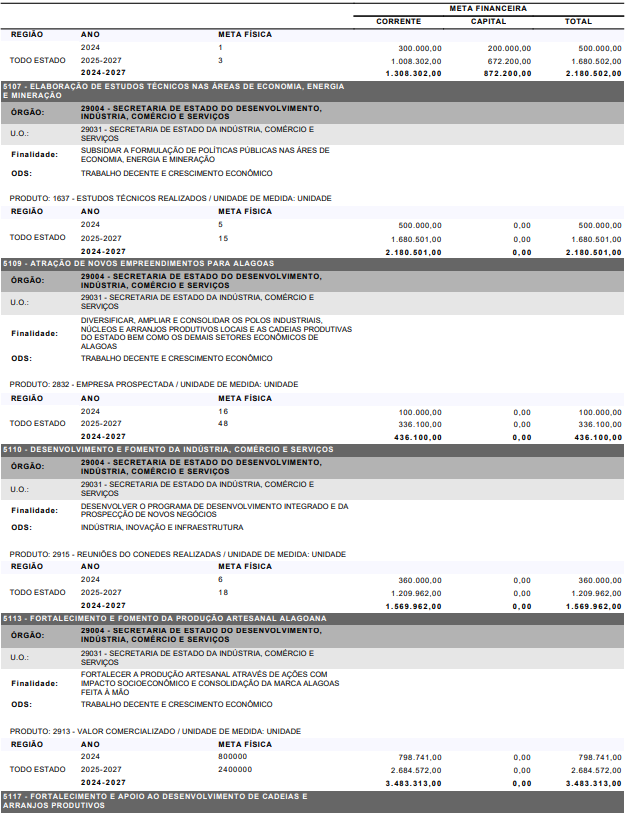 META FINANCEIRA
CORRENTE CAPITAL TOTAL
REGIÃO ANO META FÍSICA
2024 1 300.000,00 200.000,00 500.000,00
TODO ESTADO 2025-2027 3 1.008.302,00 672.200,00 1.680.502,00
2024-2027 1.308.302,00 872.200,00 2.180.502,00
5107 - ELABORAÇÃO DE ESTUDOS TÉCNICOS NAS ÁREAS DE ECONOMIA, ENERGIA
E MINERAÇÃO
ÓRGÃO: 29004 - SECRETARIA DE ESTADO DO DESENVOLVIMENTO,
INDÚSTRIA, COMÉRCIO E SERVIÇOS
U.O.: 29031 - SECRETARIA DE ESTADO DA INDÚSTRIA, COMÉRCIO E
SERVIÇOS
Finalidade: SUBSIDIAR A FORMULAÇÃO DE POLÍTICAS PÚBLICAS NAS ÁRES DE
ECONOMIA, ENERGIA E MINERAÇÃO
ODS: TRABALHO DECENTE E CRESCIMENTO ECONÔMICO
PRODUTO: 1637 - ESTUDOS TÉCNICOS REALIZADOS / UNIDADE DE MEDIDA: UNIDADE
REGIÃO ANO META FÍSICA
2024 5 500.000,00 0,00 500.000,00
TODO ESTADO 2025-2027 15 1.680.501,00 0,00 1.680.501,00
2024-2027 2.180.501,00 0,00 2.180.501,00
5109 - ATRAÇÃO DE NOVOS EMPREENDIMENTOS PARA ALAGOAS
ÓRGÃO: 29004 - SECRETARIA DE ESTADO DO DESENVOLVIMENTO,
INDÚSTRIA, COMÉRCIO E SERVIÇOS
U.O.: 29031 - SECRETARIA DE ESTADO DA INDÚSTRIA, COMÉRCIO E
SERVIÇOS
Finalidade: DIVERSIFICAR, AMPLIAR E CONSOLIDAR OS POLOS INDUSTRIAIS,
NÚCLEOS E ARRANJOS PRODUTIVOS LOCAIS E AS CADEIAS PRODUTIVAS
DO ESTADO BEM COMO OS DEMAIS SETORES ECONÔMICOS DE
ALAGOAS
ODS: TRABALHO DECENTE E CRESCIMENTO ECONÔMICO
PRODUTO: 2832 - EMPRESA PROSPECTADA / UNIDADE DE MEDIDA: UNIDADE
REGIÃO ANO META FÍSICA
2024 16 100.000,00 0,00 100.000,00
TODO ESTADO 2025-2027 48 336.100,00 0,00 336.100,00
2024-2027 436.100,00 0,00 436.100,00
5110 - DESENVOLVIMENTO E FOMENTO DA INDÚSTRIA, COMÉRCIO E SERVIÇOS
ÓRGÃO: 29004 - SECRETARIA DE ESTADO DO DESENVOLVIMENTO,
INDÚSTRIA, COMÉRCIO E SERVIÇOS
U.O.: 29031 - SECRETARIA DE ESTADO DA INDÚSTRIA, COMÉRCIO E
SERVIÇOS
Finalidade: DESENVOLVER O PROGRAMA DE DESENVOLVIMENTO INTEGRADO E DA
PROSPECÇÃO DE NOVOS NEGÓCIOS
ODS: INDÚSTRIA, INOVAÇÃO E INFRAESTRUTURA
PRODUTO: 2915 - REUNIÕES DO CONEDES REALIZADAS / UNIDADE DE MEDIDA: UNIDADE
REGIÃO ANO META FÍSICA
2024 6 360.000,00 0,00 360.000,00
TODO ESTADO 2025-2027 18 1.209.962,00 0,00 1.209.962,00
2024-2027 1.569.962,00 0,00 1.569.962,00
5113 - FORTALECIMENTO E FOMENTO DA PRODUÇÃO ARTESANAL ALAGOANA
ÓRGÃO: 29004 - SECRETARIA DE ESTADO DO DESENVOLVIMENTO,
INDÚSTRIA, COMÉRCIO E SERVIÇOS
U.O.: 29031 - SECRETARIA DE ESTADO DA INDÚSTRIA, COMÉRCIO E
SERVIÇOS
Finalidade: FORTALECER A PRODUÇÃO ARTESANAL ATRAVÉS DE AÇÕES COM
IMPACTO SOCIOECONÔMICO E CONSOLIDAÇÃO DA MARCA ALAGOAS
FEITA À MÃO
ODS: TRABALHO DECENTE E CRESCIMENTO ECONÔMICO
PRODUTO: 2913 - VALOR COMERCIALIZADO / UNIDADE DE MEDIDA: UNIDADE
REGIÃO ANO META FÍSICA
2024 800000 798.741,00 0,00 798.741,00
TODO ESTADO 2025-2027 2400000 2.684.572,00 0,00 2.684.572,00
2024-2027 3.483.313,00 0,00 3.483.313,00
5117 - FORTALECIMENTO E APOIO AO DESENVOLVIMENTO DE CADEIAS E
ARRANJOS PRODUTIVOS